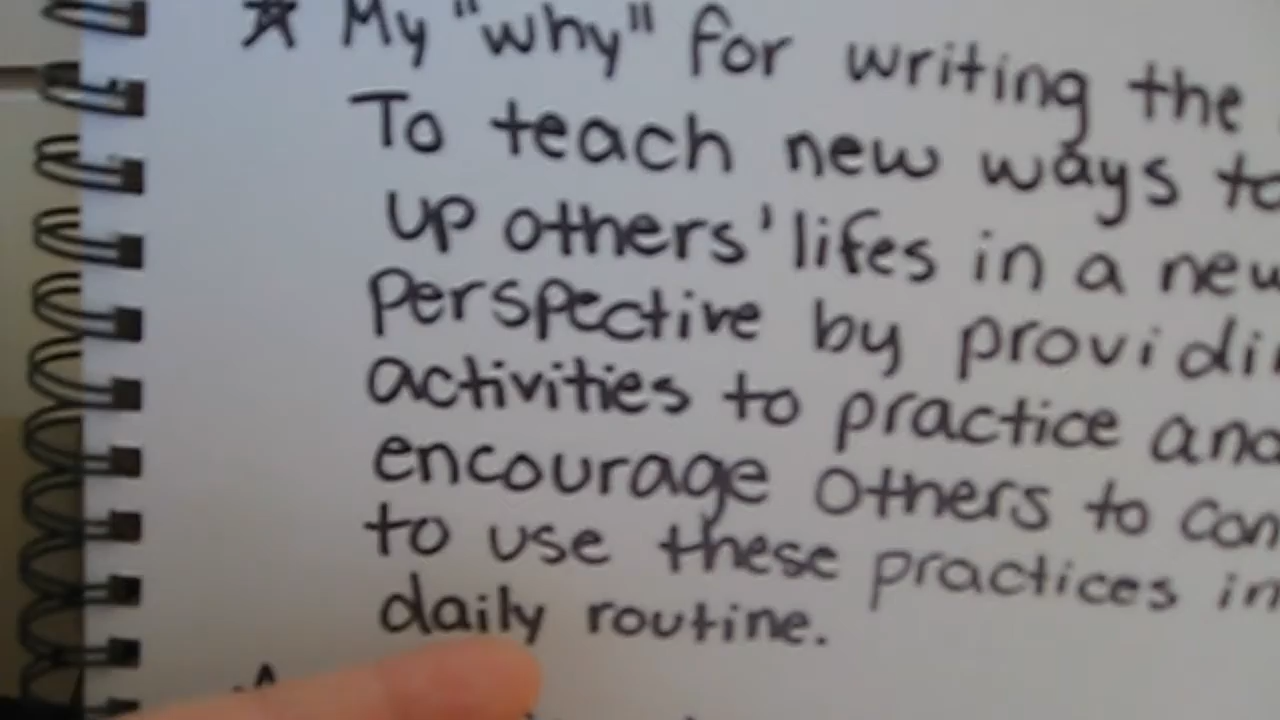 ☆ My "why" for writing the
To teach new ways to
up others' lifes in a new
Perspective by providin
activities to practice and
encourage others to con
to use these practices in
daily routine.